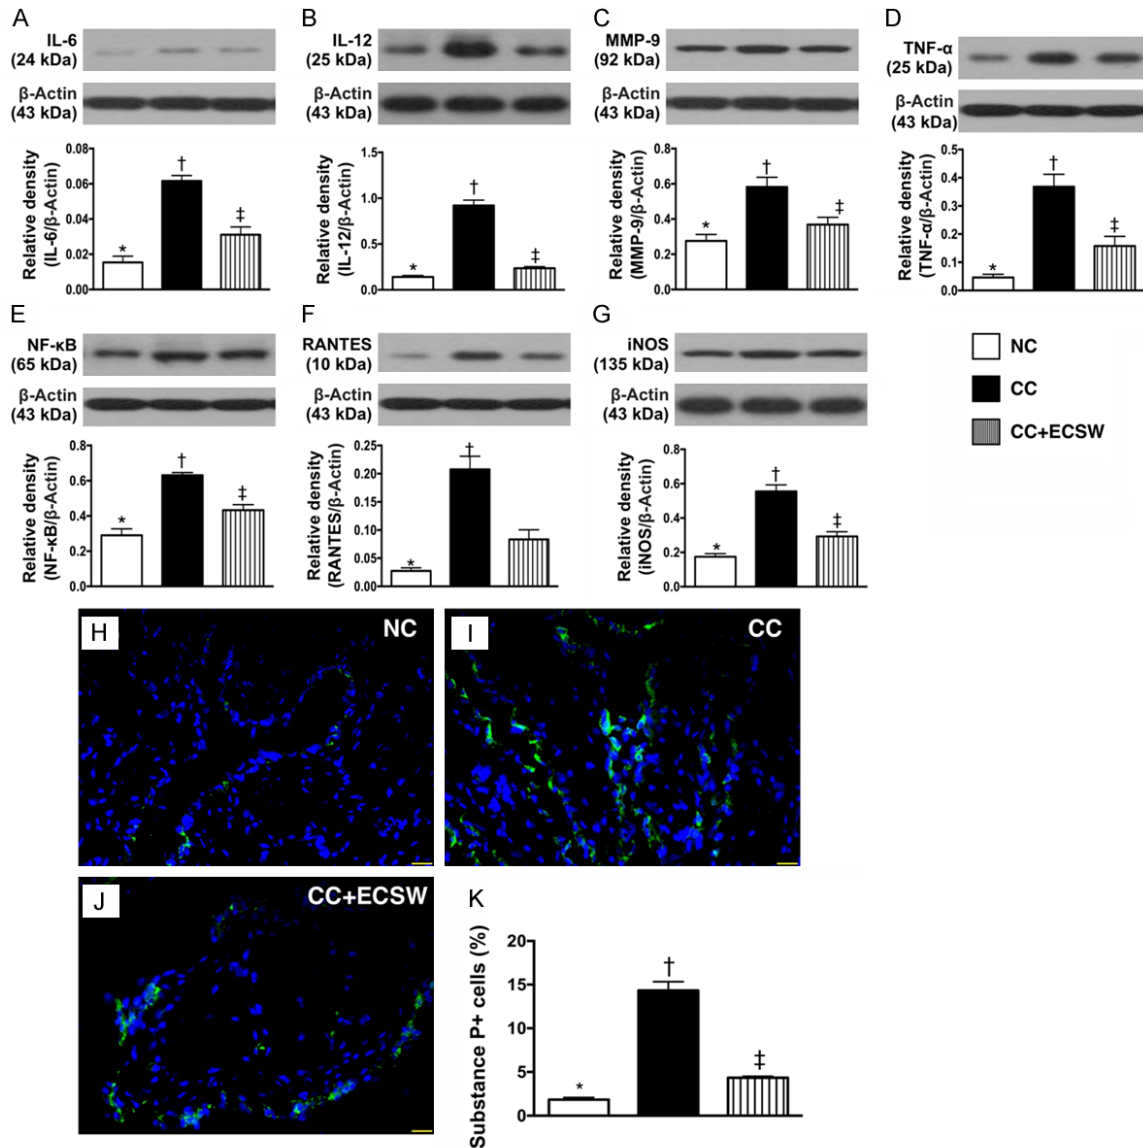 A
IL-6
(24 kDa)
β-Actin
(43 kDa)
Relative density
(IL-6/β-Actin)
0.08
0.06
0.04
0.02
0.00
*
†
‡
B
IL-12
(25 kDa)
β-Actin
(43 kDa)
Relative density
(IL-12/β-Actin)
1.5
1.0
0.5
0.0
*
†
‡
C
MMP-9
(92 kDa)
β-Actin
(43 kDa)
Relative density
(MMP-9/β-Actin)
0.8
0.6
0.4
0.2
0.0
*
†
‡
D
TNF-α
(25 kDa)
β-Actin
(43 kDa)
Relative density
(TNF-α/β-Actin)
0.5
0.4
0.3
0.2
0.1
0.0
*
†
‡
E
NF-κB
(65 kDa)
β-Actin
(43 kDa)
Relative density
(NF-κB/β-Actin)
0.8
0.6
0.4
0.2
0.0
*
†
‡
F
RANTES
(10 kDa)
β-Actin
(43 kDa)
Relative density
(RANTES/β-Actin)
0.25
0.20
0.15
0.10
0.05
0.00
*
†
G
iNOS
(135 kDa)
β-Actin
(43 kDa)
Relative density
(iNOS/β-Actin)
0.8
0.6
0.4
0.2
0.0
*
†
‡
NC
CC
CC+ECSW
H
NC
I
CC
J
CC+ECSW
K
Substance P+ cells (%)
20
15
10
5
0
*
†
‡